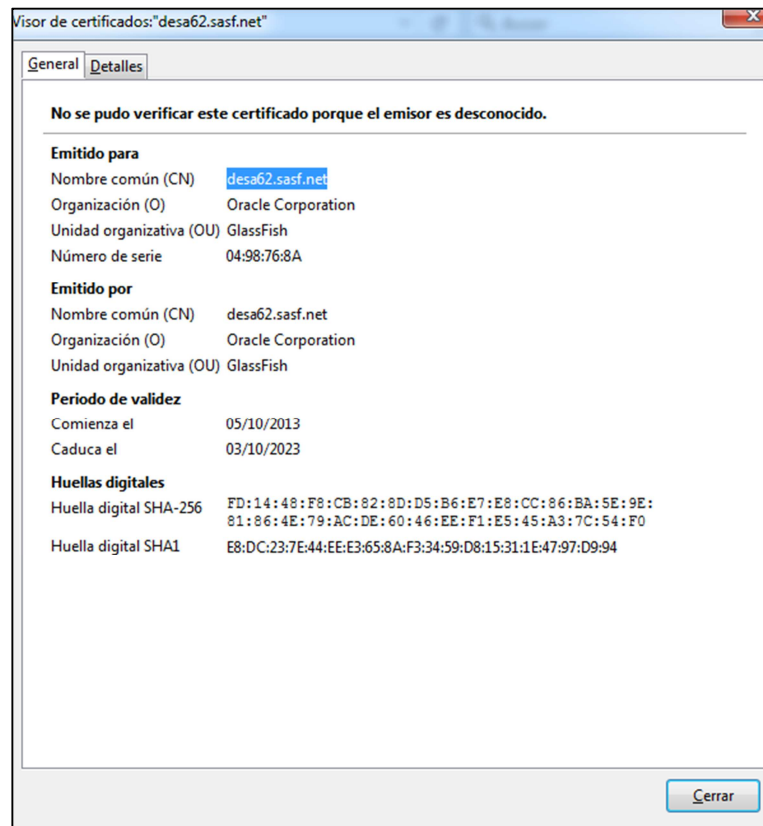 Visor de certificados:"desa62.sasf.net"
General Detalles
No se pudo verificar este certificado porque el emisor es desconocido.
Emitido para
Nombre común (CN) desa62.sasf.net
Organización (O) Oracle Corporation
Unidad organizativa (OU) GlassFish
Número de serie 04:98:76:8A
Emitido por
Nombre común (CN) desa62.sasf.net
Organización (O) Oracle Corporation
Unidad organizativa (OU) GlassFish
Periodo de validez
Comienza el 05/10/2013
Caduca el 03/10/2023
Huellas digitales
Huella digital SHA-256 FD:14:48:F8:CB:82:8D:D5:B6:E7:E8:CC:86:BA:5E:9E:
81:86:4E:79:AC:DE:60:46:EE:F1:E5:45:A3:7C:54:F0
Huella digital SHA1 E8:DC:23:7E:44:EE:E3:65:8A:F3:34:59:D8:15:31:1E:47:97:D9:94
Cerrar